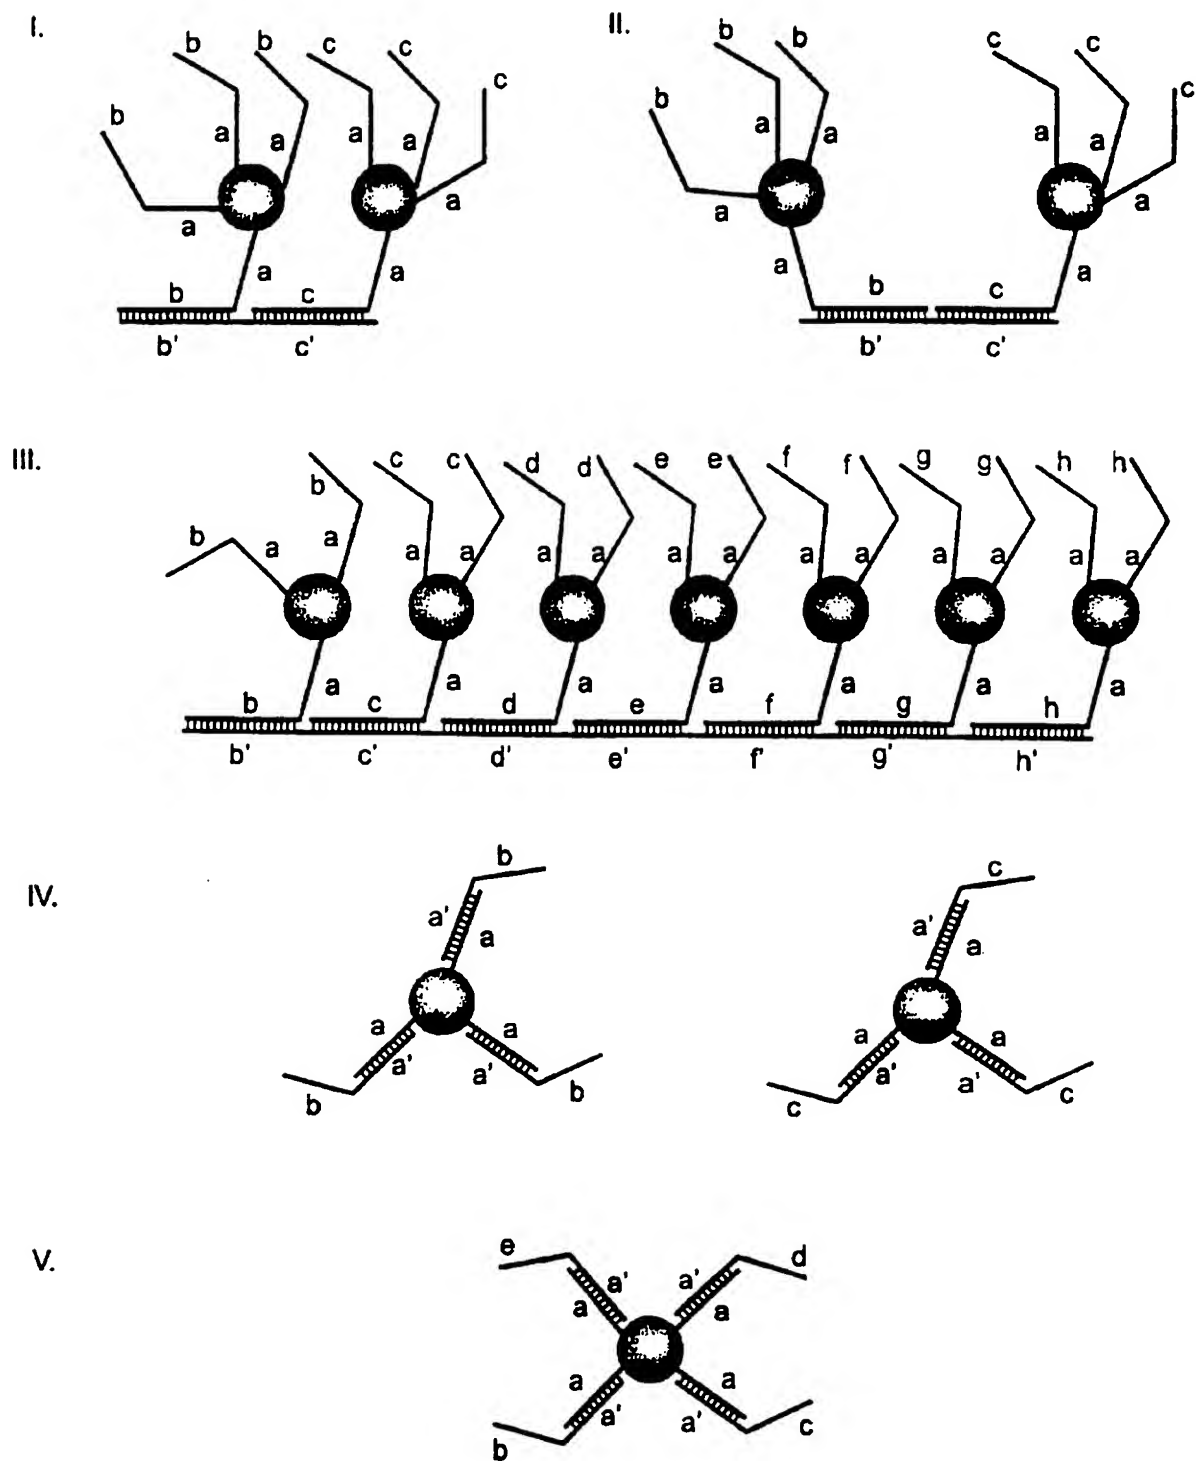 I.
b b c c c
b
a a a a a
a
a a
b c
b' c'
II.
b b c c c
b
a a a a a
a
a a
b c
b' c'
III.
b c c d d e e f f g g h h
b
a a a a a a a a a a a a a a
a a a a a a a
b c d e f g h
b' c' d' e' f' g' h'
IV.
b c
a' a a' a
a a a a
a' a' a' a'
b b c c
V.
e d
a' a'
a a
a a
a' a'
b c